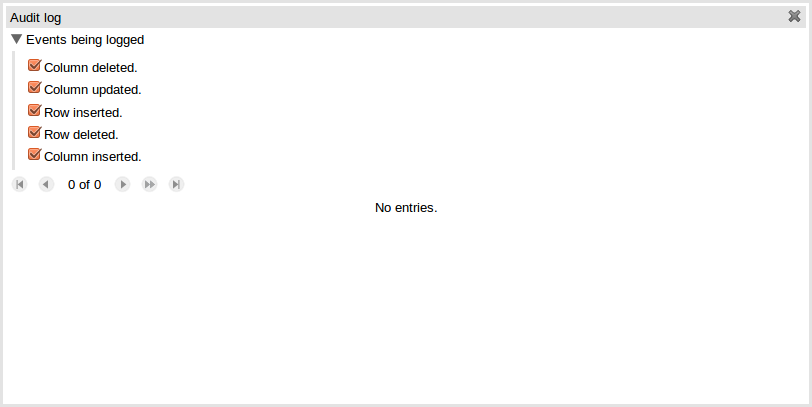 Audit log
Events being logged
Column deleted.
Column updated.
Row inserted.
Row deleted.
Column inserted.
0 of 0
No entries.